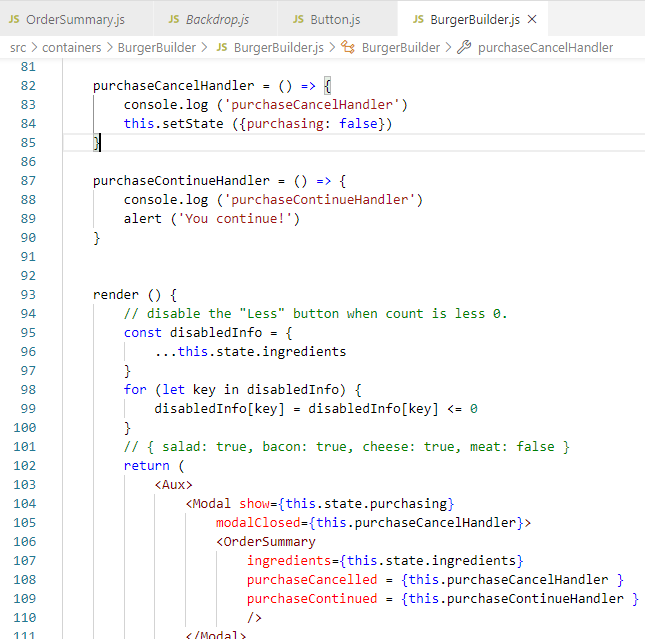 JS OrderSummary.js JS Backdrop.js JS Button.js JS BurgerBuilder.js ×
src > containers > BurgerBuilder > JS BurgerBuilder.js > BurgerBuilder > purchaseCancelHandler
81
82 purchaseCancelHandler = () => {
83 console.log ('purchaseCancelHandler')
84 this.setState ({purchasing: false})
85 }
86
87 purchaseContinueHandler = () => {
88 console.log ('purchaseContinueHandler')
89 alert ('You continue!')
90 }
91
92
93 render () {
94 // disable the "Less" button when count is less 0.
95 const disabledInfo = {
96 ...this.state.ingredients
97 }
98 for (let key in disabledInfo) {
99 disabledInfo[key] = disabledInfo[key] <= 0
100 }
101 // { salad: true, bacon: true, cheese: true, meat: false }
102 return (
103 <Aux>
104 <Modal show={this.state.purchasing}
105 modalClosed={this.purchaseCancelHandler}>
106 <OrderSummary
107 ingredients={this.state.ingredients}
108 purchaseCancelled = {this.purchaseCancelHandler }
109 purchaseContinued = {this.purchaseContinueHandler }
110 />
111 </Modal>